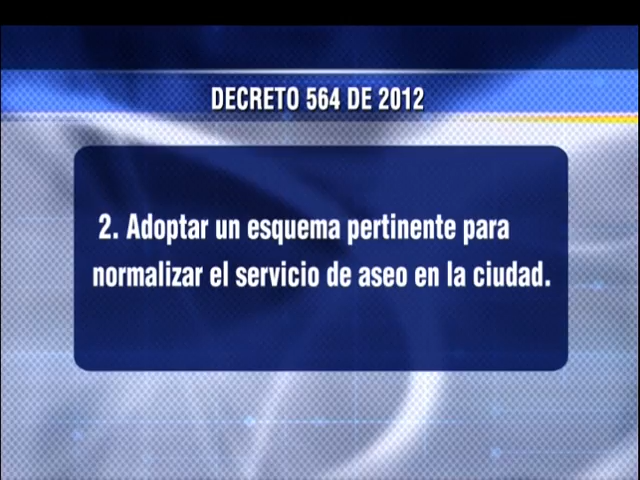 DECRETO 564 DE 2012
2. Adoptar un esquema pertinente para
normalizar el servicio de aseo en la ciudad.